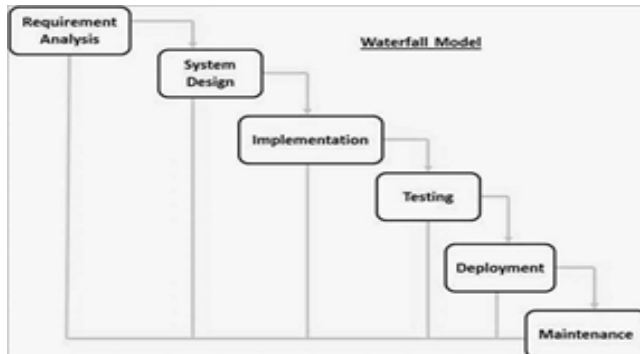 Requirement
Analysis
Waterfall Model
System
Design
Implementation
Testing
Deployment
Maintenance